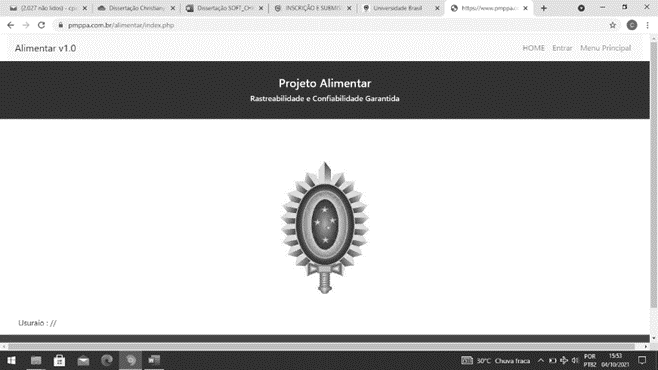 (2.027 não lidos) - cp
Dissertação Christian
Dissertação SOFT_CH
INSCRIÇÃO E SUBMI
Universidade Brasil
https://www.pmppa.c
pmppa.com.br/alimentar/index.php
Alimentar v1.0
HOME Entrar Menu Principal
Projeto Alimentar
Rastreabilidade e Confiabilidade Garantida
Usuraio : //
30°C Chuva fraca
POR
PTB2
15:53
04/10/2021